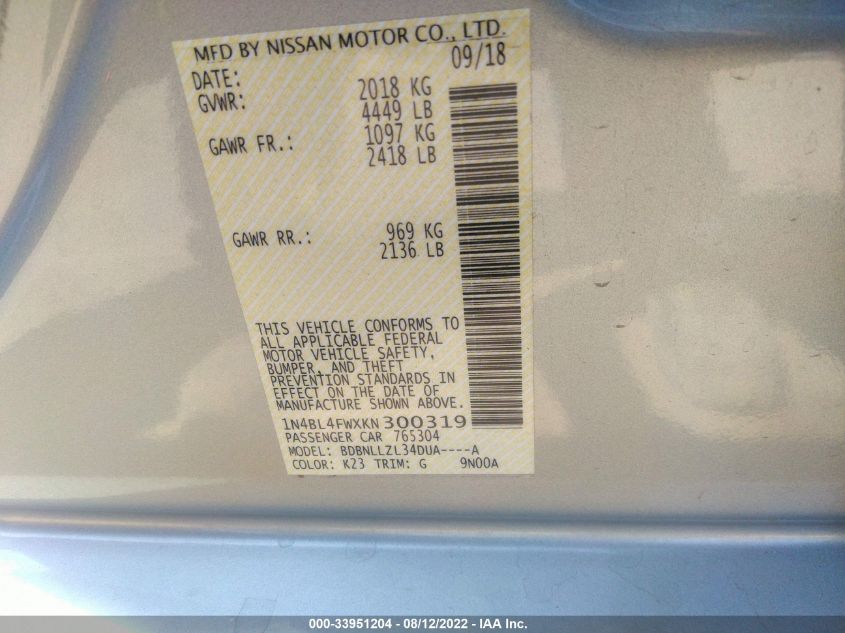 MFD BY NISSAN MOTOR CO., LTD.
DATE: 09/18
GVWR: 2018 KG
4449 LB
GAWR FR.: 1097 KG
2418 LB
GAWR RR.: 969 KG
2136 LB
THIS VEHICLE CONFORMS TO
ALL APPLICABLE FEDERAL
MOTOR VEHICLE SAFETY,
BUMPER, AND THEFT
PREVENTION STANDARDS IN
EFFECT ON THE DATE OF
MANUFACTURE SHOWN ABOVE.
1N4BL4FWXKN300319
PASSENGER CAR 765304
MODEL: BDBNLLZL34DUA----A
COLOR: K23 TRIM: G 9N00A
000-33951204 - 08/12/2022 - IAA Inc.